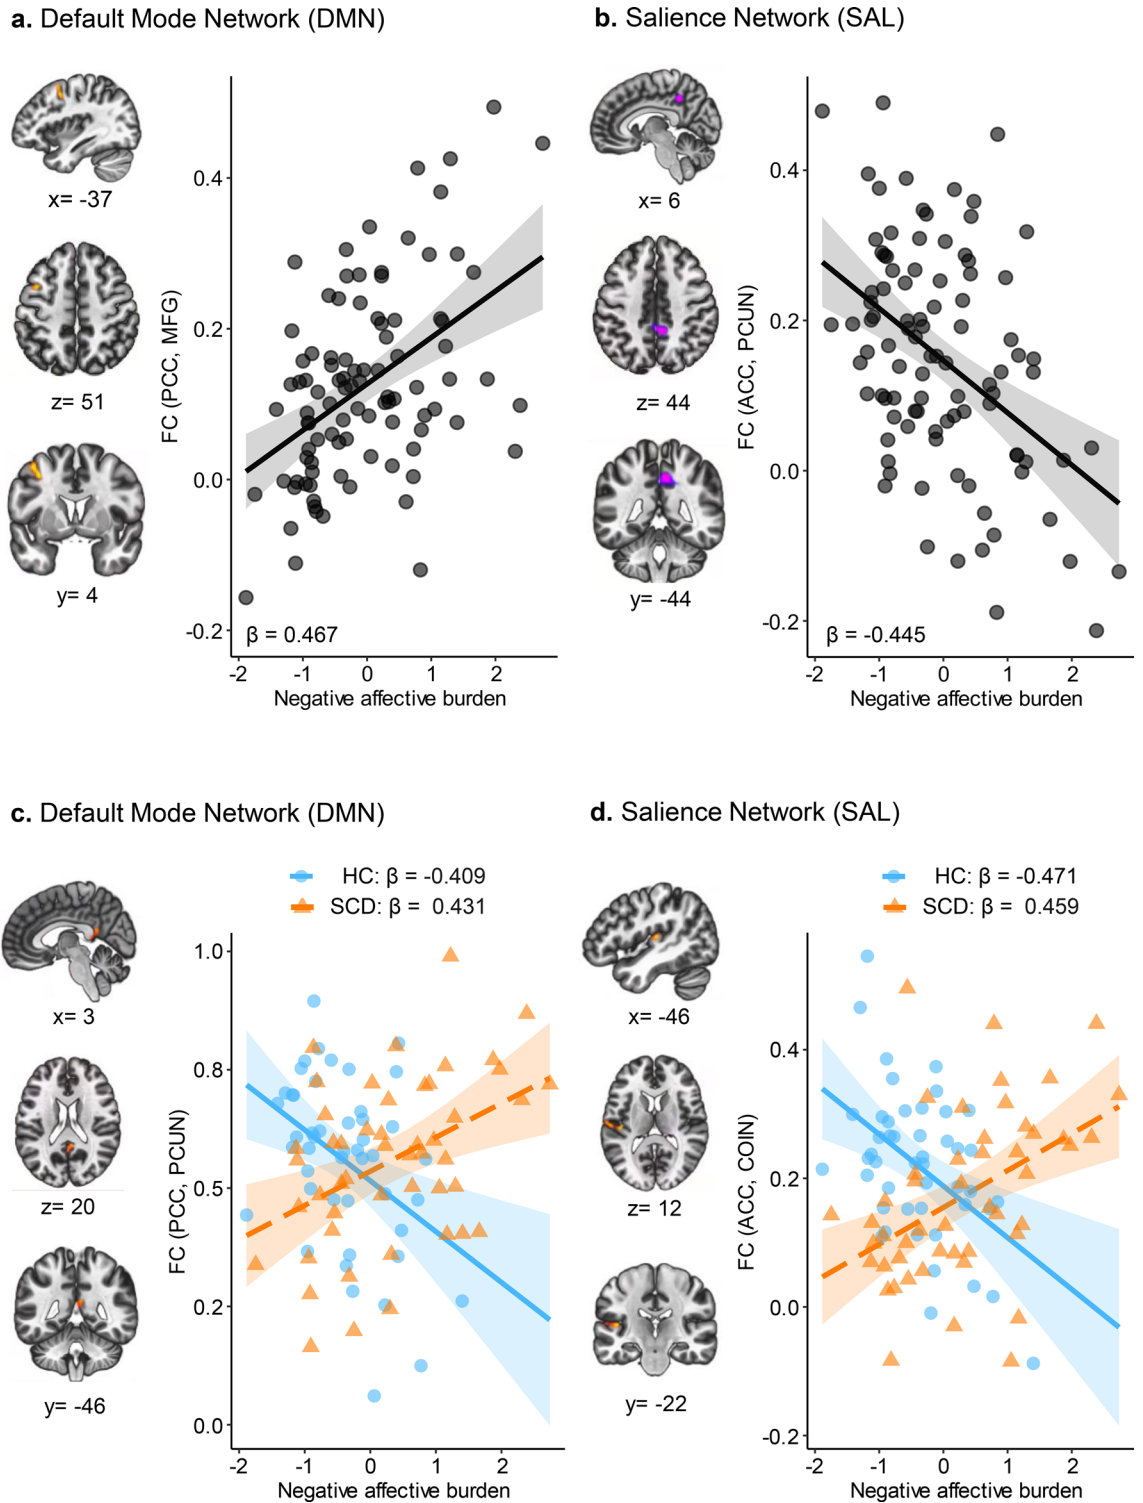 a. Default Mode Network (DMN)
x= -37
z= 51
y= 4
FC (PCC, MFG)
0.4
0.2
0.0
-0.2
β = 0.467
-2 -1 0 1 2
Negative affective burden
b. Salience Network (SAL)
x= 6
z= 44
y= -44
FC (ACC, PCUN)
0.4
0.2
0.0
-0.2
β = -0.445
-2 -1 0 1 2
Negative affective burden
c. Default Mode Network (DMN)
HC: β = -0.409
SCD: β = 0.431
x= 3
z= 20
y= -46
FC (PCC, PCUN)
1.0
0.8
0.5
0.2
0.0
-2 -1 0 1 2
Negative affective burden
d. Salience Network (SAL)
HC: β = -0.471
SCD: β = 0.459
x= -46
z= 12
y= -22
FC (ACC, COIN)
0.4
0.2
0.0
-0.2
-2 -1 0 1 2
Negative affective burden